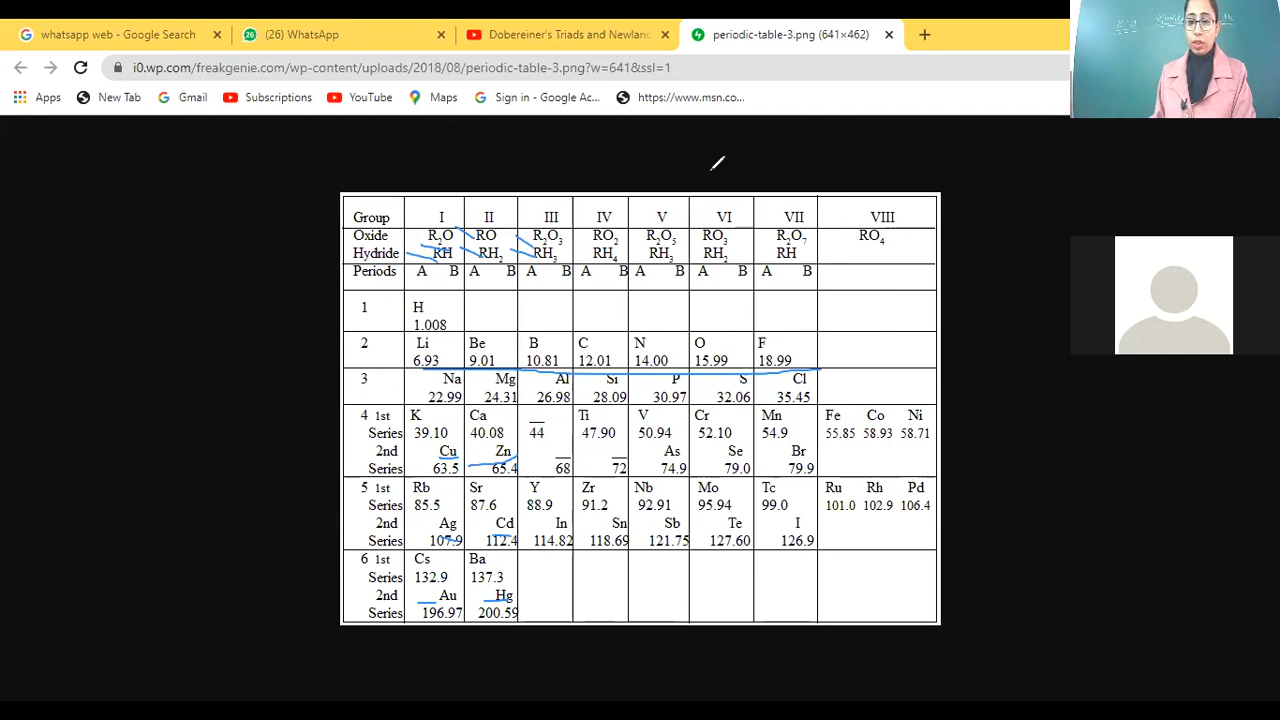 whatsapp web - Google Search
(26) WhatsApp
Dobereiner's Triads and Newlanc
periodic-table-3.png (641×462)
i0.wp.com/freakgenie.com/wp-content/uploads/2018/08/periodic-table-3.png?w=641&ssl=1
Apps New Tab Gmail Subscriptions YouTube Maps Sign in - Google Ac... https://www.msn.co...
Group I II III IV V VI VII VIII
Oxide R2O RO R2O3 RO2 R2O5 RO3 R2O7 RO4
Hydride RH RH2 RH3 RH4 RH3 RH2 RH
Periods A B A B A B A B A B A B A B
1 H
1.008
2 Li Be B C N O F
6.93 9.01 10.81 12.01 14.00 15.99 18.99
3 Na Mg Al Si P S Cl
22.99 24.31 26.98 28.09 30.97 32.06 35.45
4 1st K Ca __ Ti V Cr Mn Fe Co Ni
Series 39.10 40.08 44 47.90 50.94 52.10 54.9 55.85 58.93 58.71
2nd Cu Zn __ __ As Se Br
Series 63.5 65.4 68 72 74.9 79.0 79.9
5 1st Rb Sr Y Zr Nb Mo Tc Ru Rh Pd
Series 85.5 87.6 88.9 91.2 92.91 95.94 99.0 101.0 102.9 106.4
2nd Ag Cd In Sn Sb Te I
Series 107.9 112.4 114.82 118.69 121.75 127.60 126.9
6 1st Cs Ba
Series 132.9 137.3
2nd Au Hg
Series 196.97 200.59